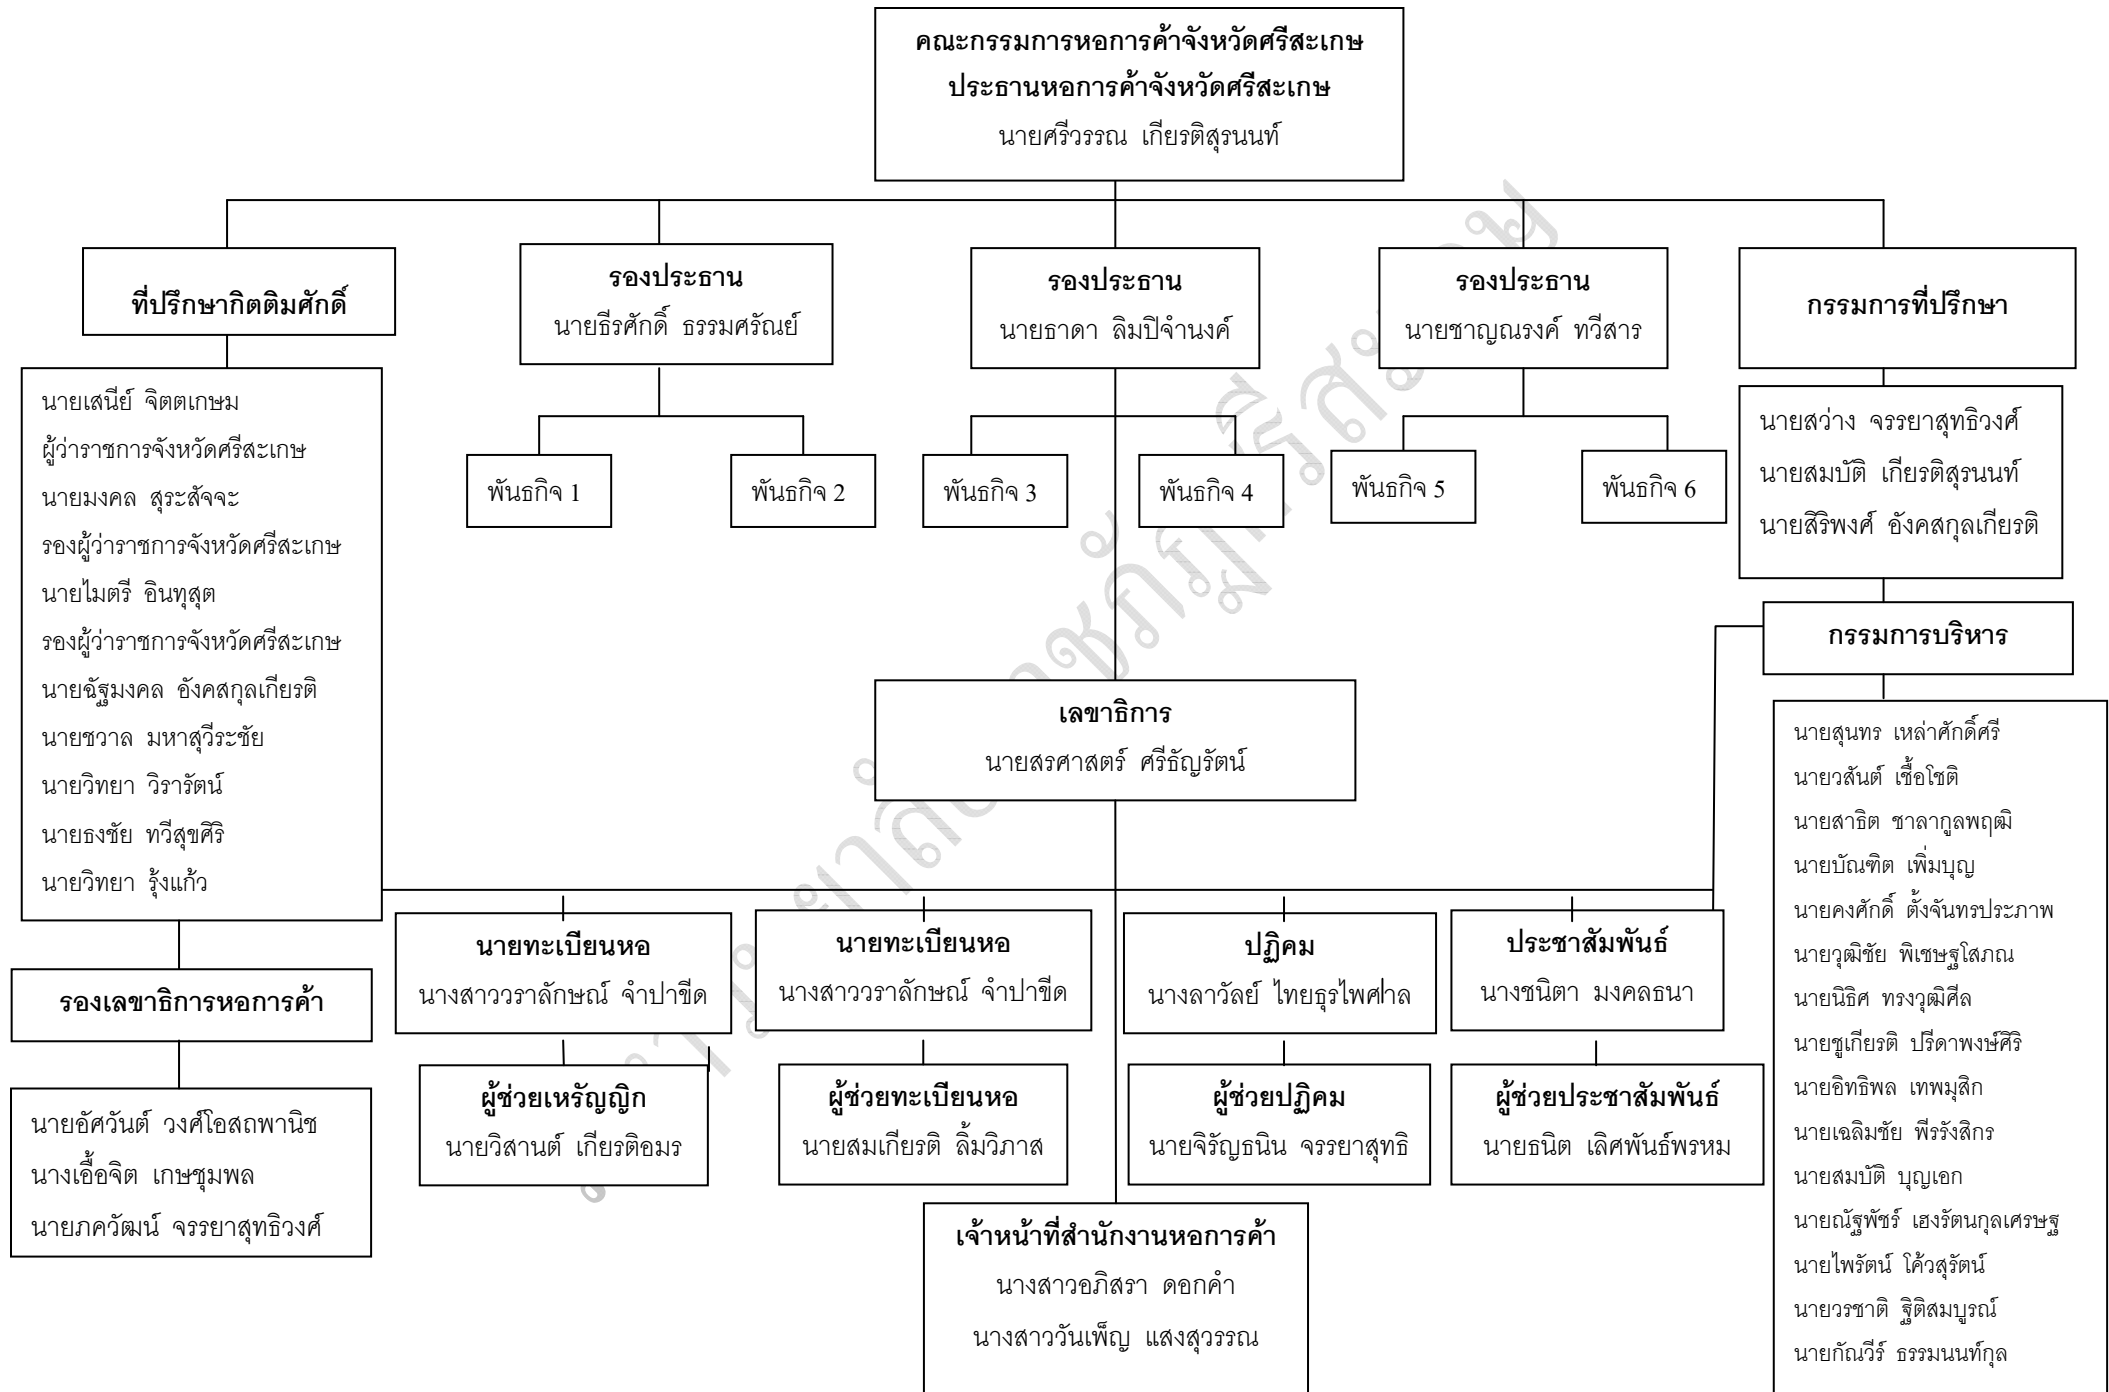 คณะกรรมการหอการค้าจังหวัดศรีสะเกษ
ประธานหอการค้าจังหวัดศรีสะเกษ
นายศรีวรรณ เกียรติสุรนนท์
ที่ปรึกษากิตติมศักดิ์
นายเสนีย์ จิตตเกษม
ผู้ว่าราชการจังหวัดศรีสะเกษ
นายมงคล สุระสัจจะ
รองผู้ว่าราชการจังหวัดศรีสะเกษ
นายไมตรี อินทุสุต
รองผู้ว่าราชการจังหวัดศรีสะเกษ
นายฉัฐมงคล อังคสกุลเกียรติ
นายชวาล มหาสุวีระชัย
นายวิทยา วิรารัตน์
นายธงชัย ทวีสุขศิริ
นายวิทยา รุ้งแก้ว
รองเลขาธิการหอการค้า
นายอัศวันต์ วงศ์โอสถพานิช
นางเอื้อจิต เกษชุมพล
นายภควัฒน์ จรรยาสุทธิวงศ์
รองประธาน
นายธีรศักดิ์ ธรรมศรัณย์
พันธกิจ 1
พันธกิจ 2
รองประธาน
นายธาดา ลิมปิจำนงค์
พันธกิจ 3
พันธกิจ 4
รองประธาน
นายชาญณรงค์ ทวีสาร
พันธกิจ 5
พันธกิจ 6
กรรมการที่ปรึกษา
นายสว่าง จรรยาสุทธิวงศ์
นายสมบัติ เกียรติสุรนนท์
นายสิริพงศ์ อังคสกุลเกียรติ
กรรมการบริหาร
นายสุนทร เหล่าศักดิ์ศรี
นายวสันต์ เชื้อโชติ
นายสาธิต ชาลากูลพฤฒิ
นายบัณฑิต เพิ่มบุญ
นายคงศักดิ์ ตั้งจันทรประภาพ
นายวุฒิชัย พิเชษฐโสภณ
นายนิธิศ ทรงวุฒิศีล
นายชูเกียรติ ปรีดาพงษ์ศิริ
นายอิทธิพล เทพมุสิก
นายเฉลิมชัย พีรรังสิกร
นายสมบัติ บุญเอก
นายณัฐพัชร์ เฮงรัตนกุลเศรษฐ
นายไพรัตน์ โค้วสุรัตน์
นายวรชาติ ฐิติสมบูรณ์
นายกัณวีร์ ธรรมนนท์กุล
เลขาธิการ
นายสรศาสตร์ ศรีธัญรัตน์
นายทะเบียนหอ
นางสาววราลักษณ์ จำปาขีด
ผู้ช่วยเหรัญญิก
นายวิสานต์ เกียรติอมร
นายทะเบียนหอ
นางสาววราลักษณ์ จำปาขีด
ผู้ช่วยทะเบียนหอ
นายสมเกียรติ ลิ้มวิภาส
ปฏิคม
นางลาวัลย์ ไทยธุรไพศาล
ผู้ช่วยปฏิคม
นายจิรัญธนิน จรรยาสุทธิ
ประชาสัมพันธ์
นางชนิตา มงคลธนา
ผู้ช่วยประชาสัมพันธ์
นายธนิต เลิศพันธ์พรหม
เจ้าหน้าที่สำนักงานหอการค้า
นางสาวอภิสรา ดอกคำ
นางสาววันเพ็ญ แสงสุวรรณ